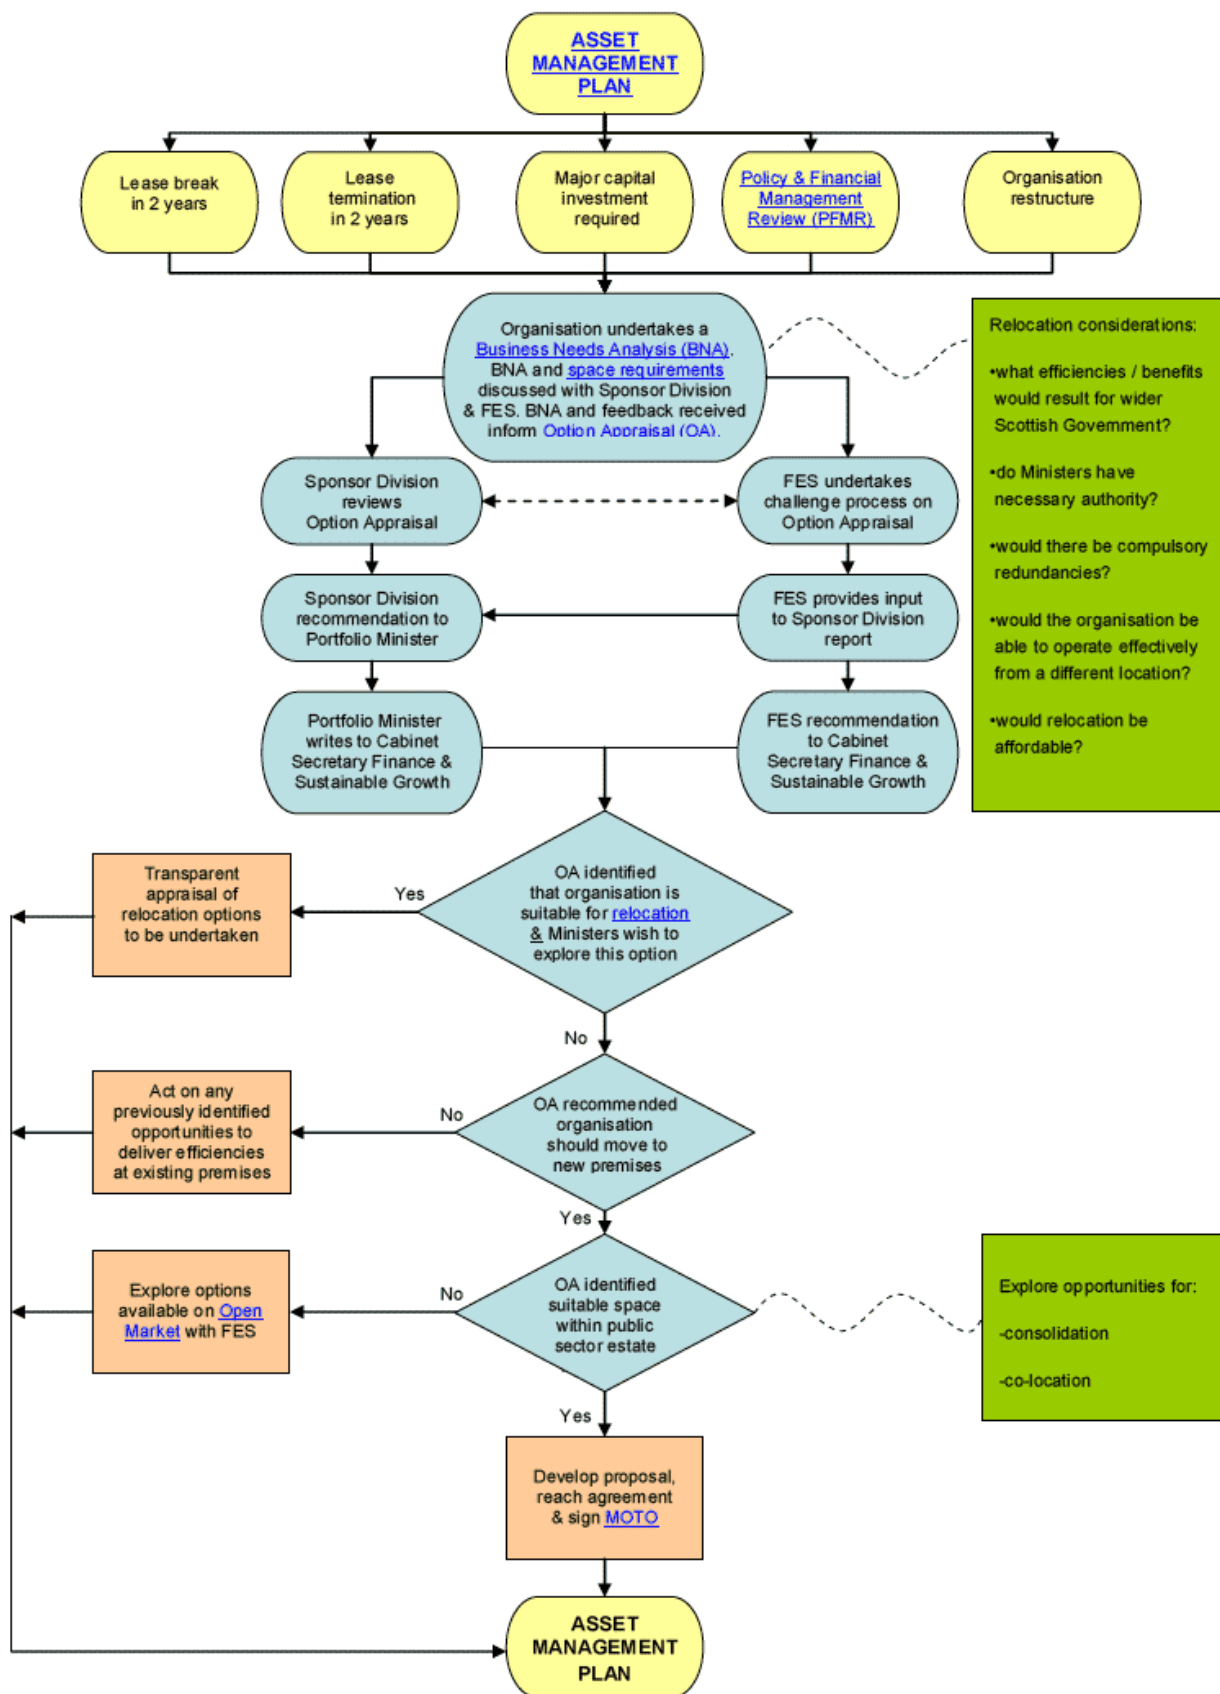 ASSET
MANAGEMENT
PLAN
Lease break
in 2 years
Lease
termination
in 2 years
Major capital
investment
required
Policy & Financial
Management
Review (PFMR)
Organisation
restructure
Organisation undertakes a
Business Needs Analysis (BNA).
BNA and space requirements
discussed with Sponsor Division
& FES. BNA and feedback received
inform Option Appraisal (OA).
Relocation considerations:
•what efficiencies / benefits
would result for wider
Scottish Government?
•do Ministers have
necessary authority?
•would there be compulsory
redundancies?
•would the organisation be
able to operate effectively
from a different location?
•would relocation be
affordable?
Sponsor Division
reviews
Option Appraisal
FES undertakes
challenge process on
Option Appraisal
Sponsor Division
recommendation to
Portfolio Minister
FES provides input
to Sponsor Division
report
Portfolio Minister
writes to Cabinet
Secretary Finance &
Sustainable Growth
FES recommendation
to Cabinet
Secretary Finance &
Sustainable Growth
Transparent
appraisal of
relocation options
to be undertaken
Yes
OA identified
that organisation is
suitable for relocation
& Ministers wish to
explore this option
No
Act on any
previously identified
opportunities to
deliver efficiencies
at existing premises
No
OA recommended
organisation
should move to
new premises
Yes
Explore options
available on Open
Market with FES
No
OA identified
suitable space
within public
sector estate
Explore opportunities for:
-consolidation
-co-location
Yes
Develop proposal,
reach agreement
& sign MOTO
ASSET
MANAGEMENT
PLAN